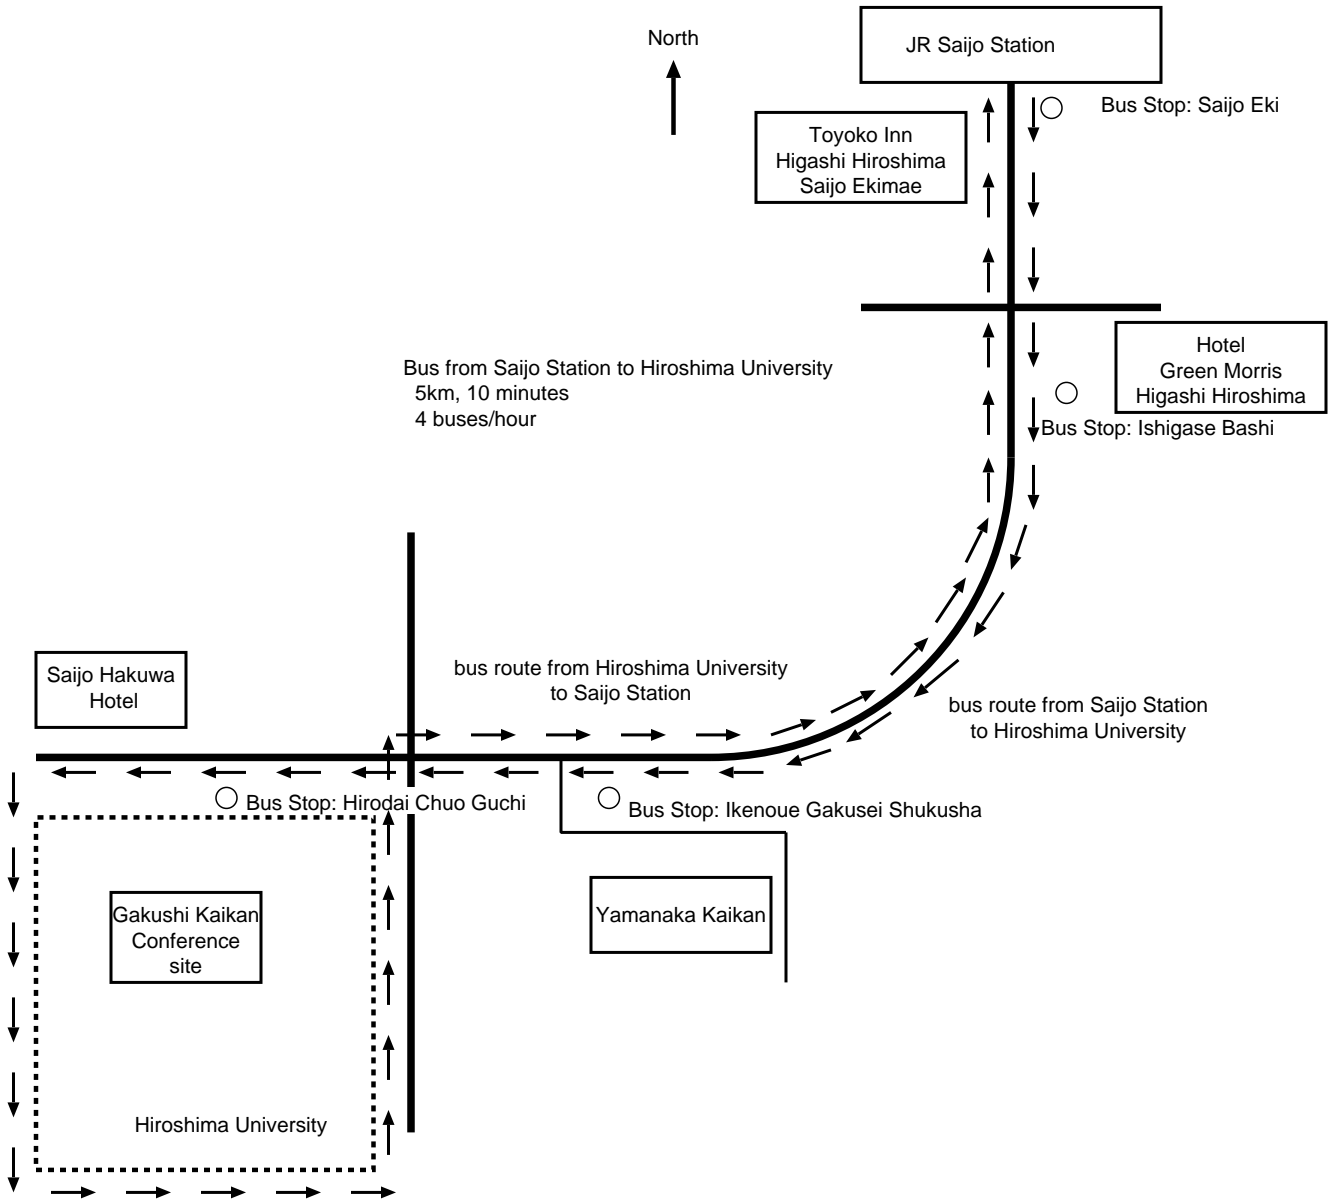 North
JR Saijo Station
Bus Stop: Saijo Eki
Toyoko Inn
Higashi Hiroshima
Saijo Ekimae
Hotel
Green Morris
Higashi Hiroshima
Bus from Saijo Station to Hiroshima University
5km, 10 minutes
4 buses/hour
Bus Stop: Ishigase Bashi
Saijo Hakuwa
Hotel
bus route from Hiroshima University
to Saijo Station
bus route from Saijo Station
to Hiroshima University
Bus Stop: Hirodai Chuo Guchi
Bus Stop: Ikenoue Gakusei Shukusha
Gakushi Kaikan
Conference
site
Yamanaka Kaikan
Hiroshima University